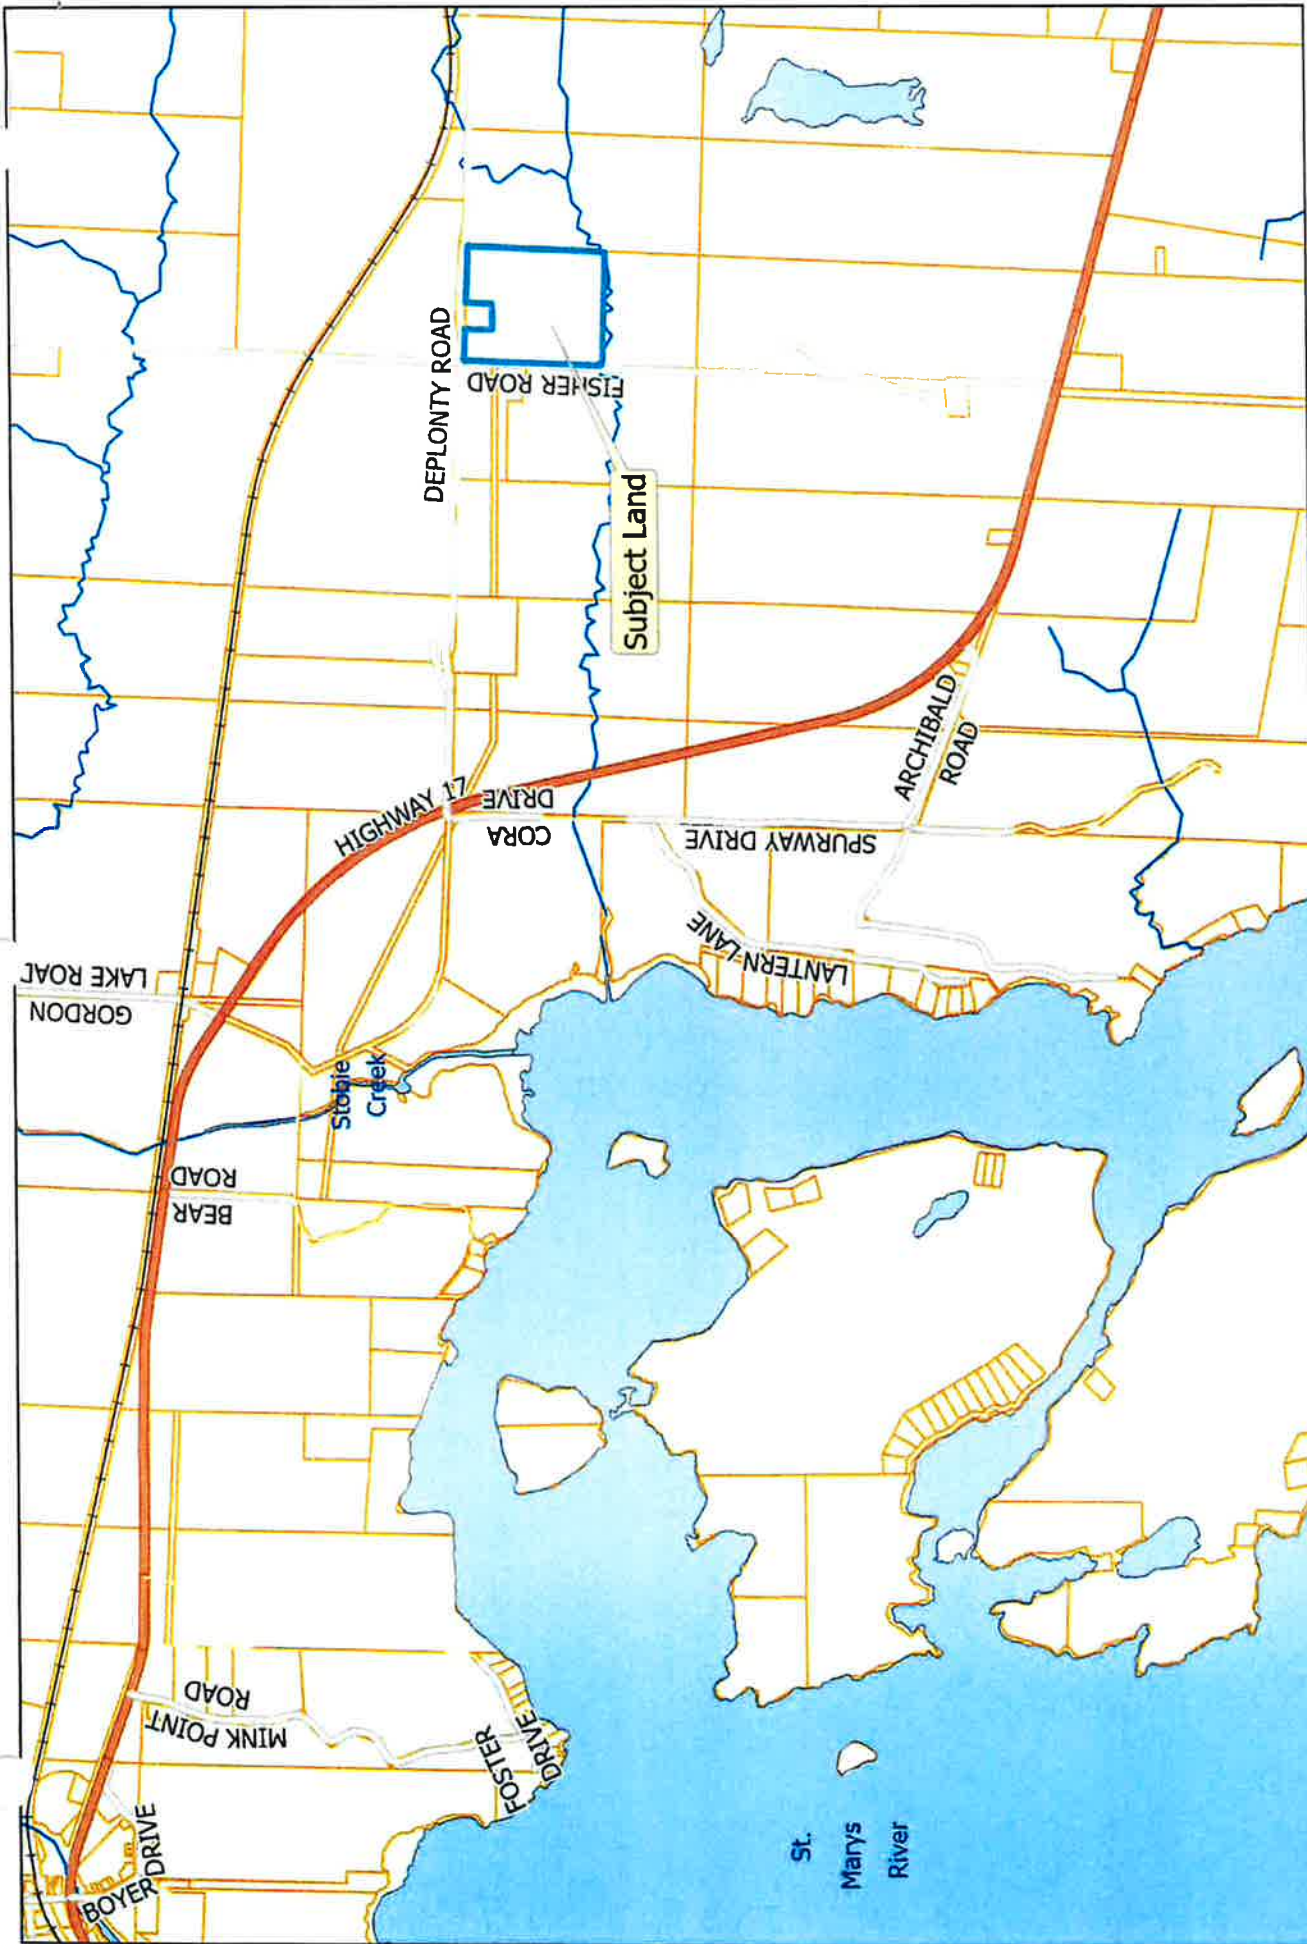 GORDON
LAKE ROAD
HIGHWAY 17
DEPLONTY ROAD
FISHER ROAD
Subject Land
CORA
DRIVE
SPURWAY DRIVE
ARCHIBALD
ROAD
LANTERN LANE
Stobie
Creek
BEAR
ROAD
MINK POINT
ROAD
FOSTER
DRIVE
BOYER DRIVE
St.
Marys
River